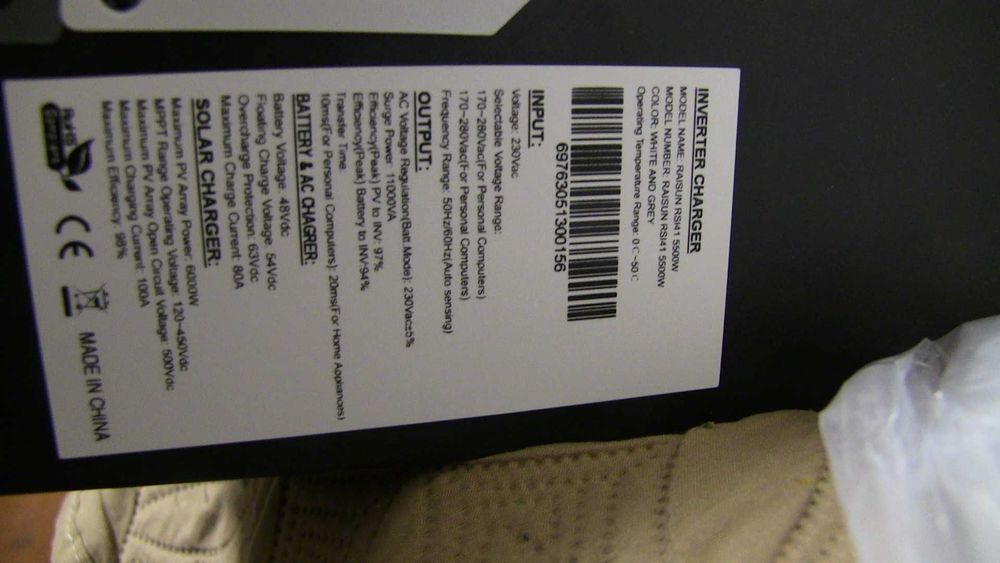 INVERTER CHARGER
MODEL NAME: RAISUN RSI41 5500W
MODEL NUMBER: RAISUN RSI41 5500W
COLOR: WHITE AND GREY
Operating Temperature Range: 0℃~50℃
6976305130056
INPUT:
Voltage: 230Vac
Selectable Voltage Range:
170~280Vac(For Personal Computers)
170~280Vac(For Personal Computers)
Frequency Range: 50Hz/60Hz(Auto sensing)
OUTPUT:
AC Voltage Regulation(Batt Mode): 230Vac±5%
Surge Power: 11000VA
Efficiency(Peak) PV to INV: 97%
Efficiency(Peak) Battery to INV:94%
Transfer Time:
10ms(For Personal Computers): 20ms(For Home Appliances)
BATTERY & AC CHAGRER:
Battery Voltage: 48Vdc
Floating Charge Voltage: 54Vdc
Overcharge Protection: 63Vdc
Maximum Charge Current: 80A
SOLAR CHARGER:
Maximum PV Array Power: 6000W
MPPT Range Operating Voltage: 120~450Vdc
Maximum PV Array Open Circuit Voltage: 500Vdc
Maximum Charging Current: 100A
Maximum Efficiency: 98%
RoHS
CE
MADE IN CHINA